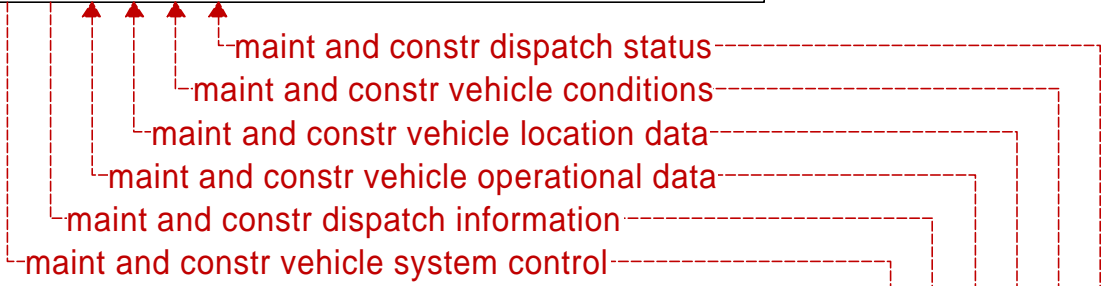 maint and constr dispatch status
maint and constr vehicle conditions
maint and constr vehicle location data
maint and constr vehicle operational data
maint and constr dispatch information
maint and constr vehicle system control